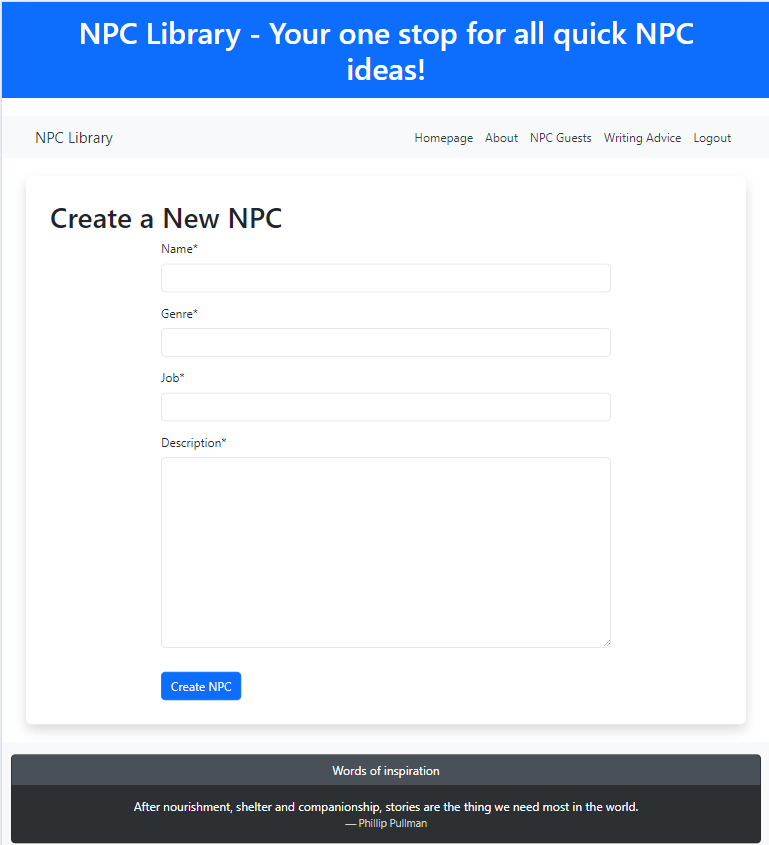 NPC Library - Your one stop for all quick NPC
ideas!
NPC Library
Homepage About NPC Guests Writing Advice Logout
Create a New NPC
Name*
Genre*
Job*
Description*
Create NPC
Words of inspiration
After nourishment, shelter and companionship, stories are the thing we need most in the world.
— Phillip Pullman